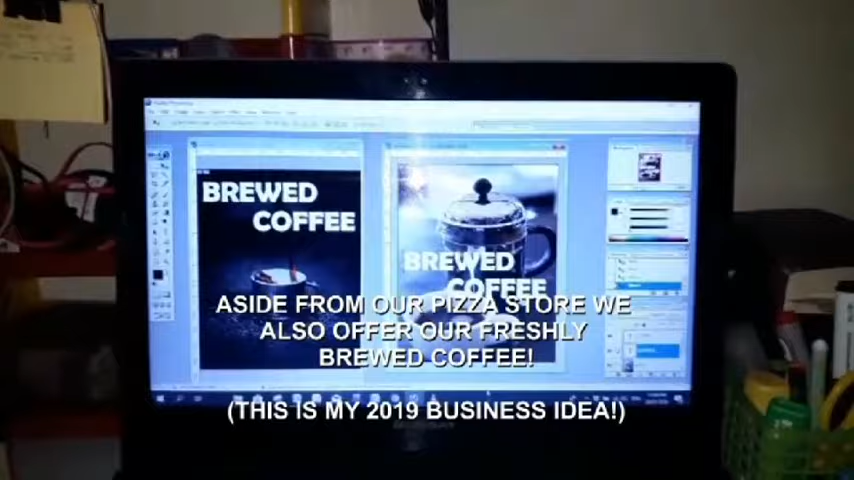 BREWED
COFFEE
BREWED
COFFEE
ASIDE FROM OUR PIZZA STORE WE
ALSO OFFER OUR FRESHLY
BREWED COFFEE!
(THIS IS MY 2019 BUSINESS IDEA!)